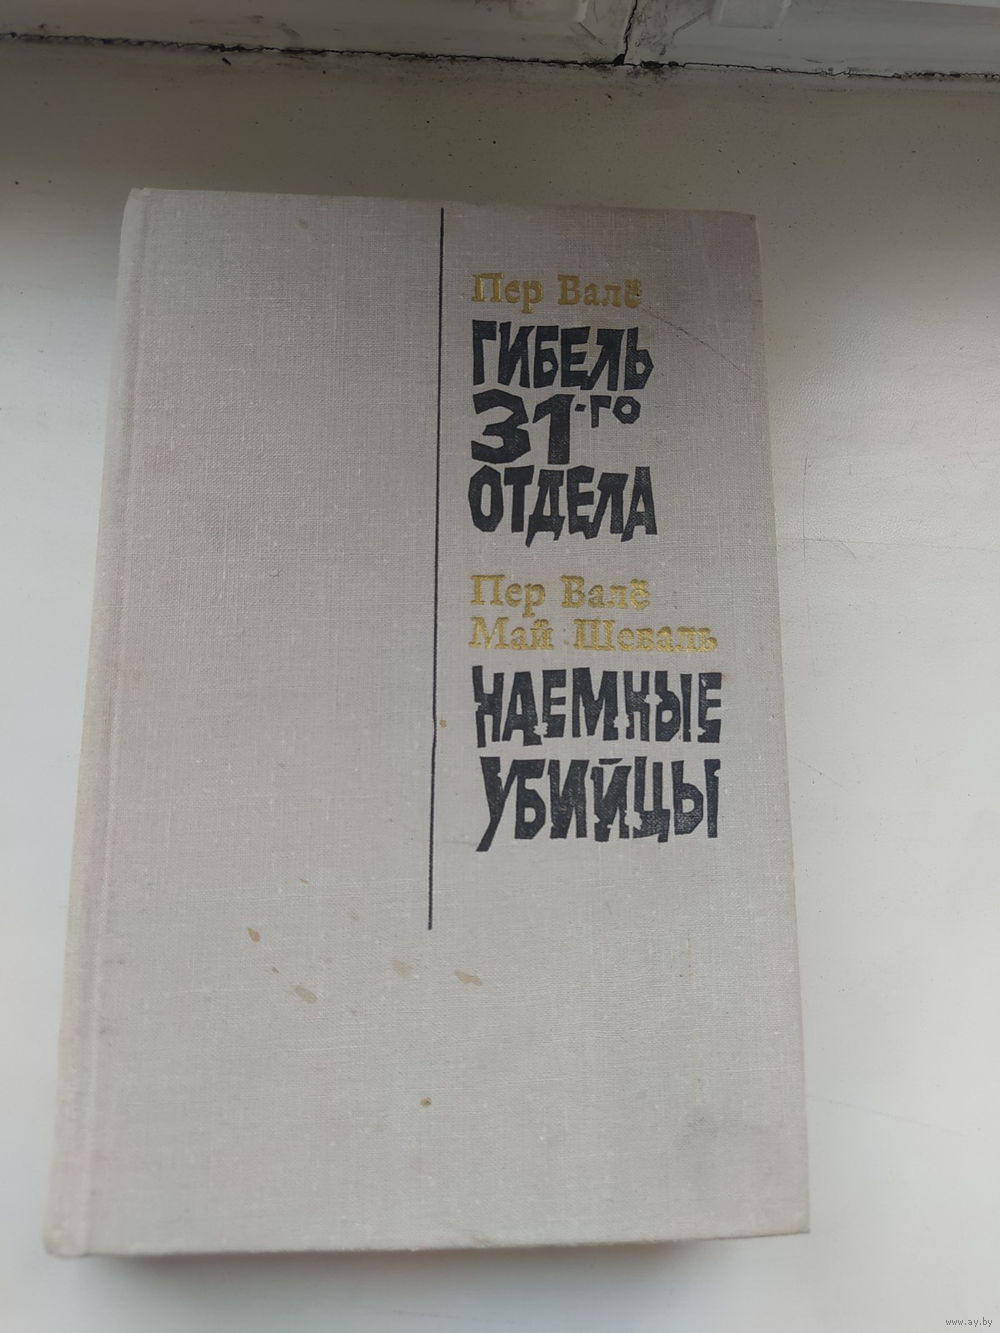 Пер Валё
ГИБЕЛЬ
31-го
ОТДЕЛА
Пер Валё
Май Шеваль
НАЕМНЫЕ
УБИЙЦЫ
www.ay.by